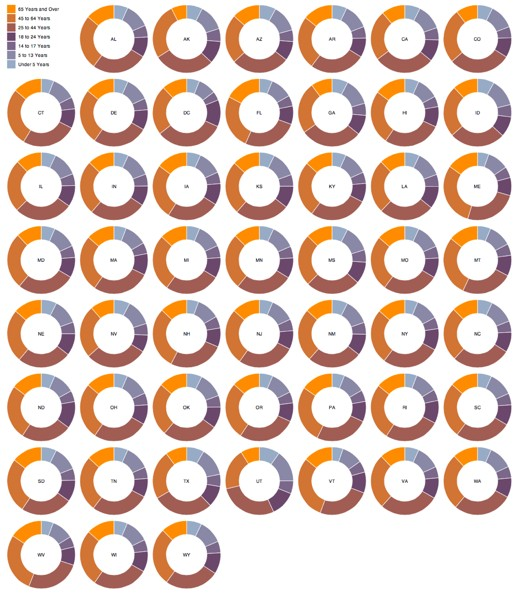 65 Years and Over
45 to 64 Years
25 to 44 Years
18 to 24 Years
14 to 17 Years
5 to 13 Years
Under 5 Years
AL AK AZ AR CA CO
CT DE DC FL GA HI ID
IL IN IA KS KY LA ME
MD MA MI MN MS MO MT
NE NV NH NJ NM NY NC
ND OH OK OR PA RI SC
SD TN TX UT VT VA WA
WV WI WY